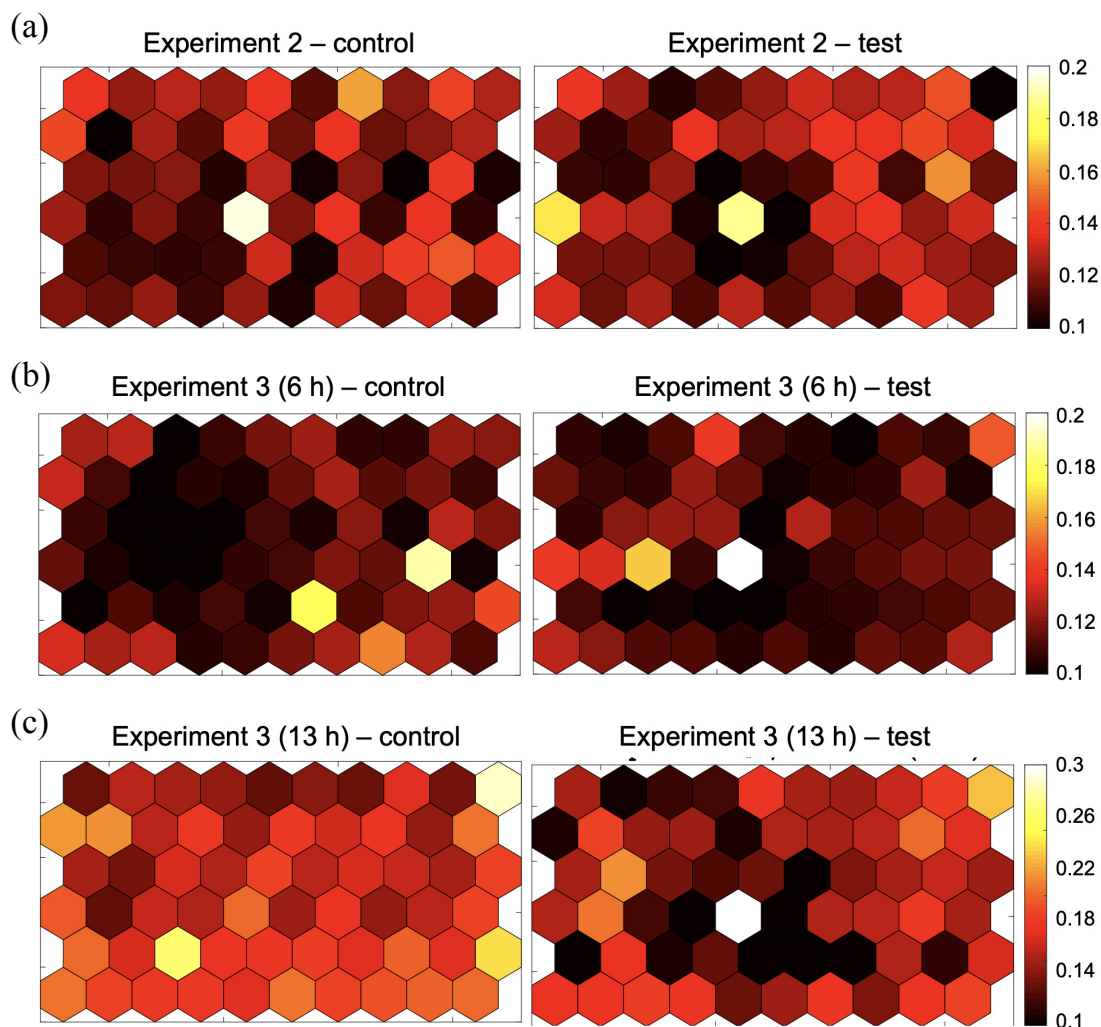 (a)
Experiment 2 – control
Experiment 2 – test
0.2
0.18
0.16
0.14
0.12
0.1
(b)
Experiment 3 (6 h) – control
Experiment 3 (6 h) – test
0.2
0.18
0.16
0.14
0.12
0.1
(c)
Experiment 3 (13 h) – control
Experiment 3 (13 h) – test
0.3
0.26
0.22
0.18
0.14
0.1